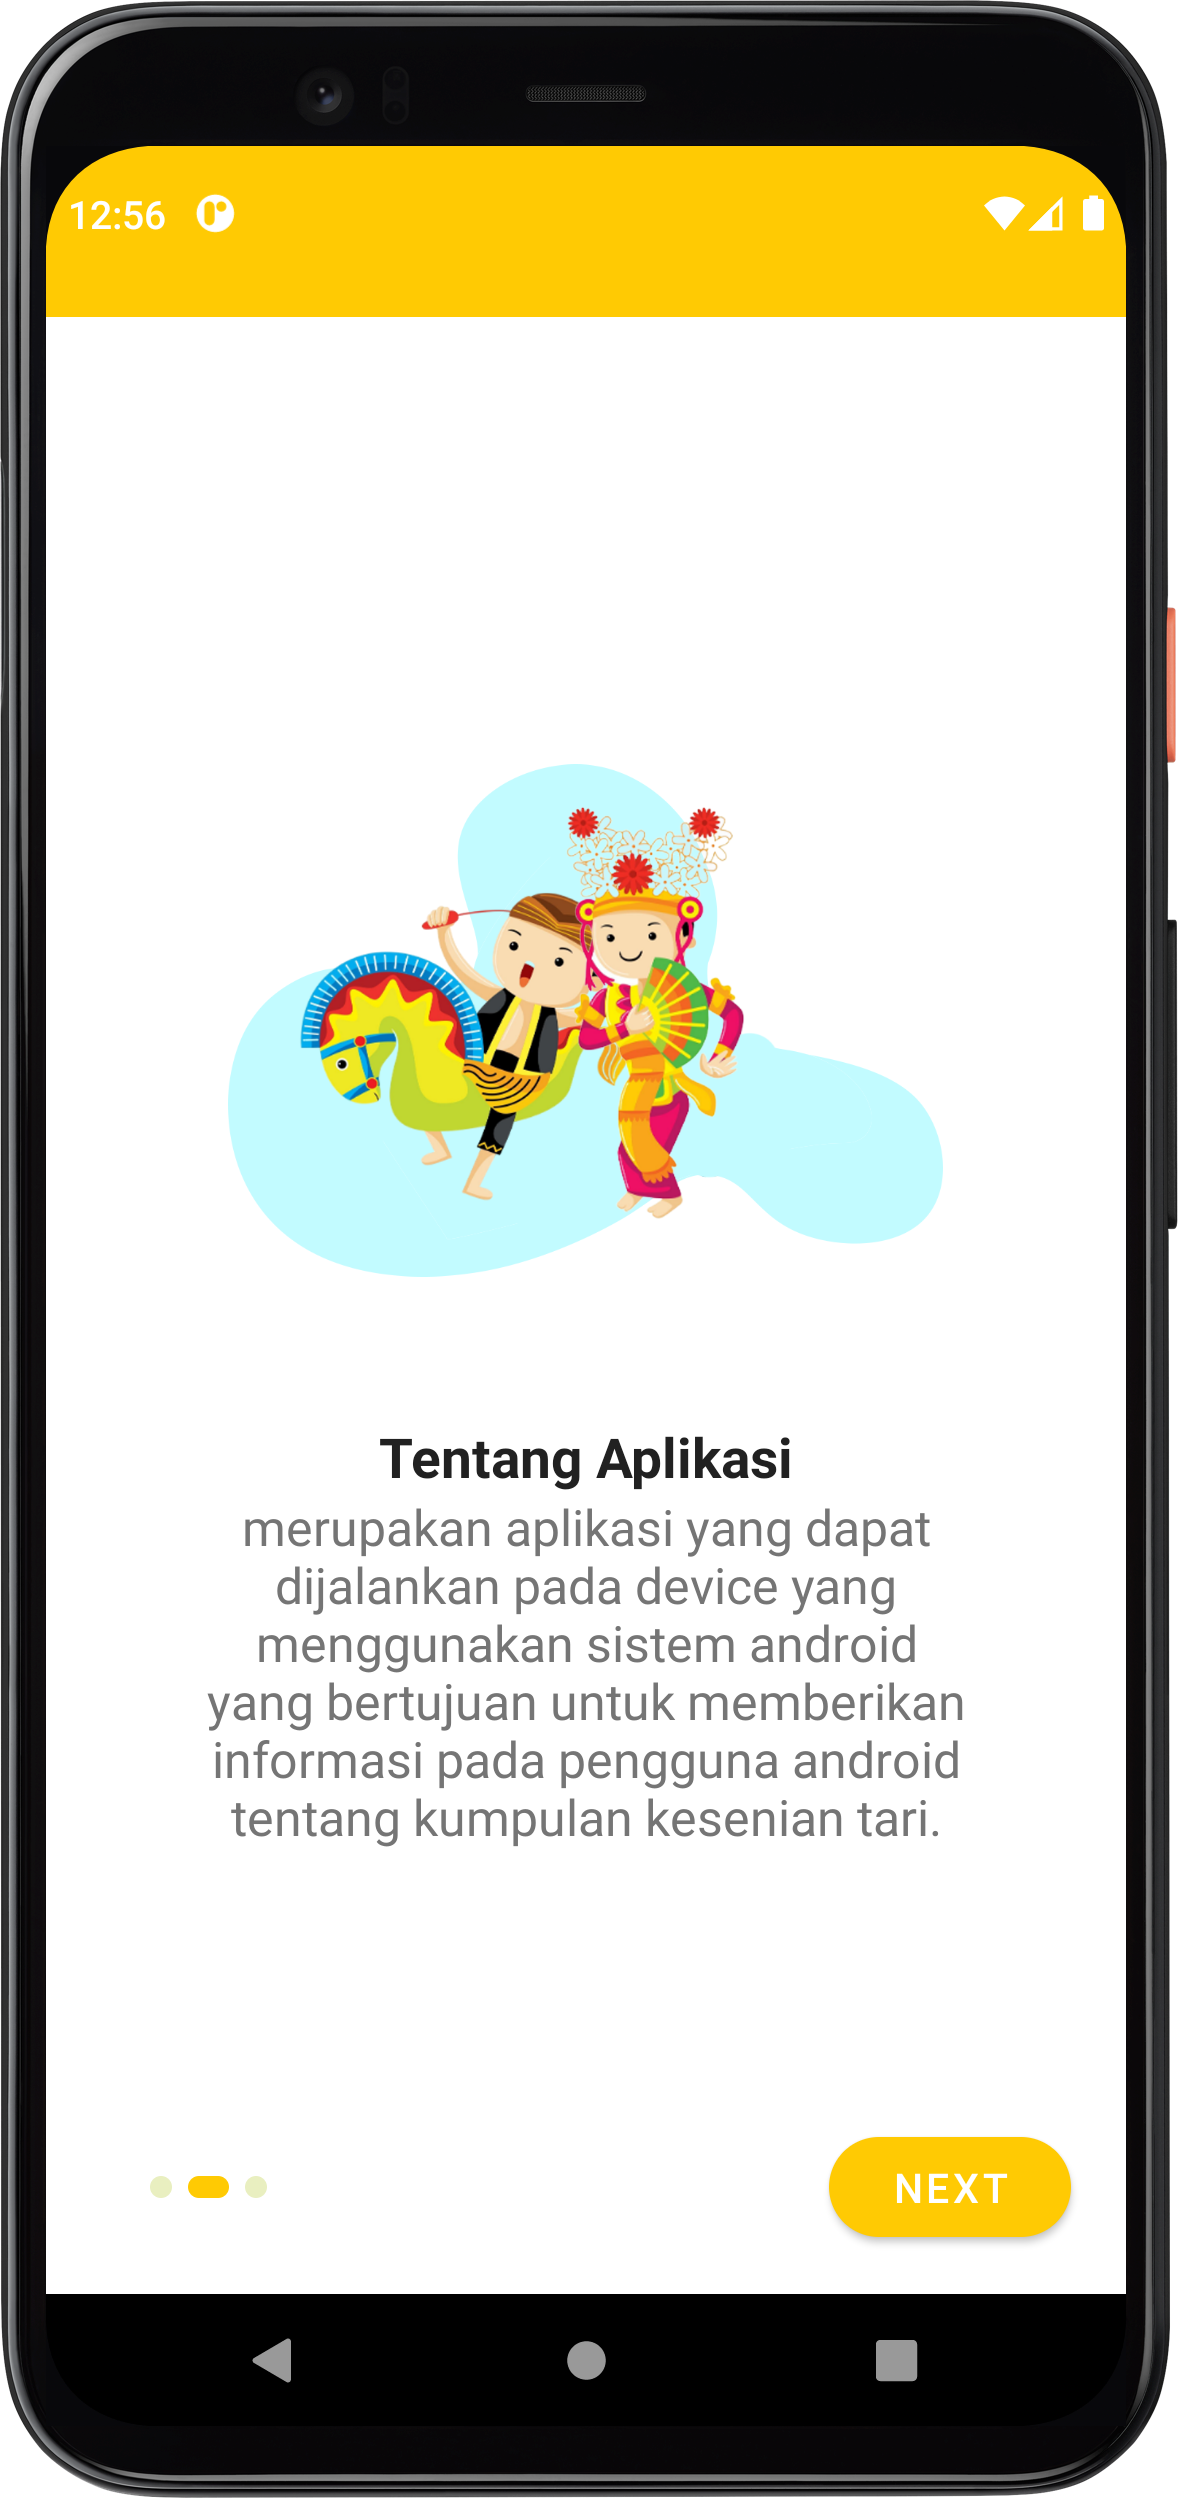 12:56
Tentang Aplikasi
merupakan aplikasi yang dapat
dijalankan pada device yang
menggunakan sistem android
yang bertujuan untuk memberikan
informasi pada pengguna android
tentang kumpulan kesenian tari.
NEXT